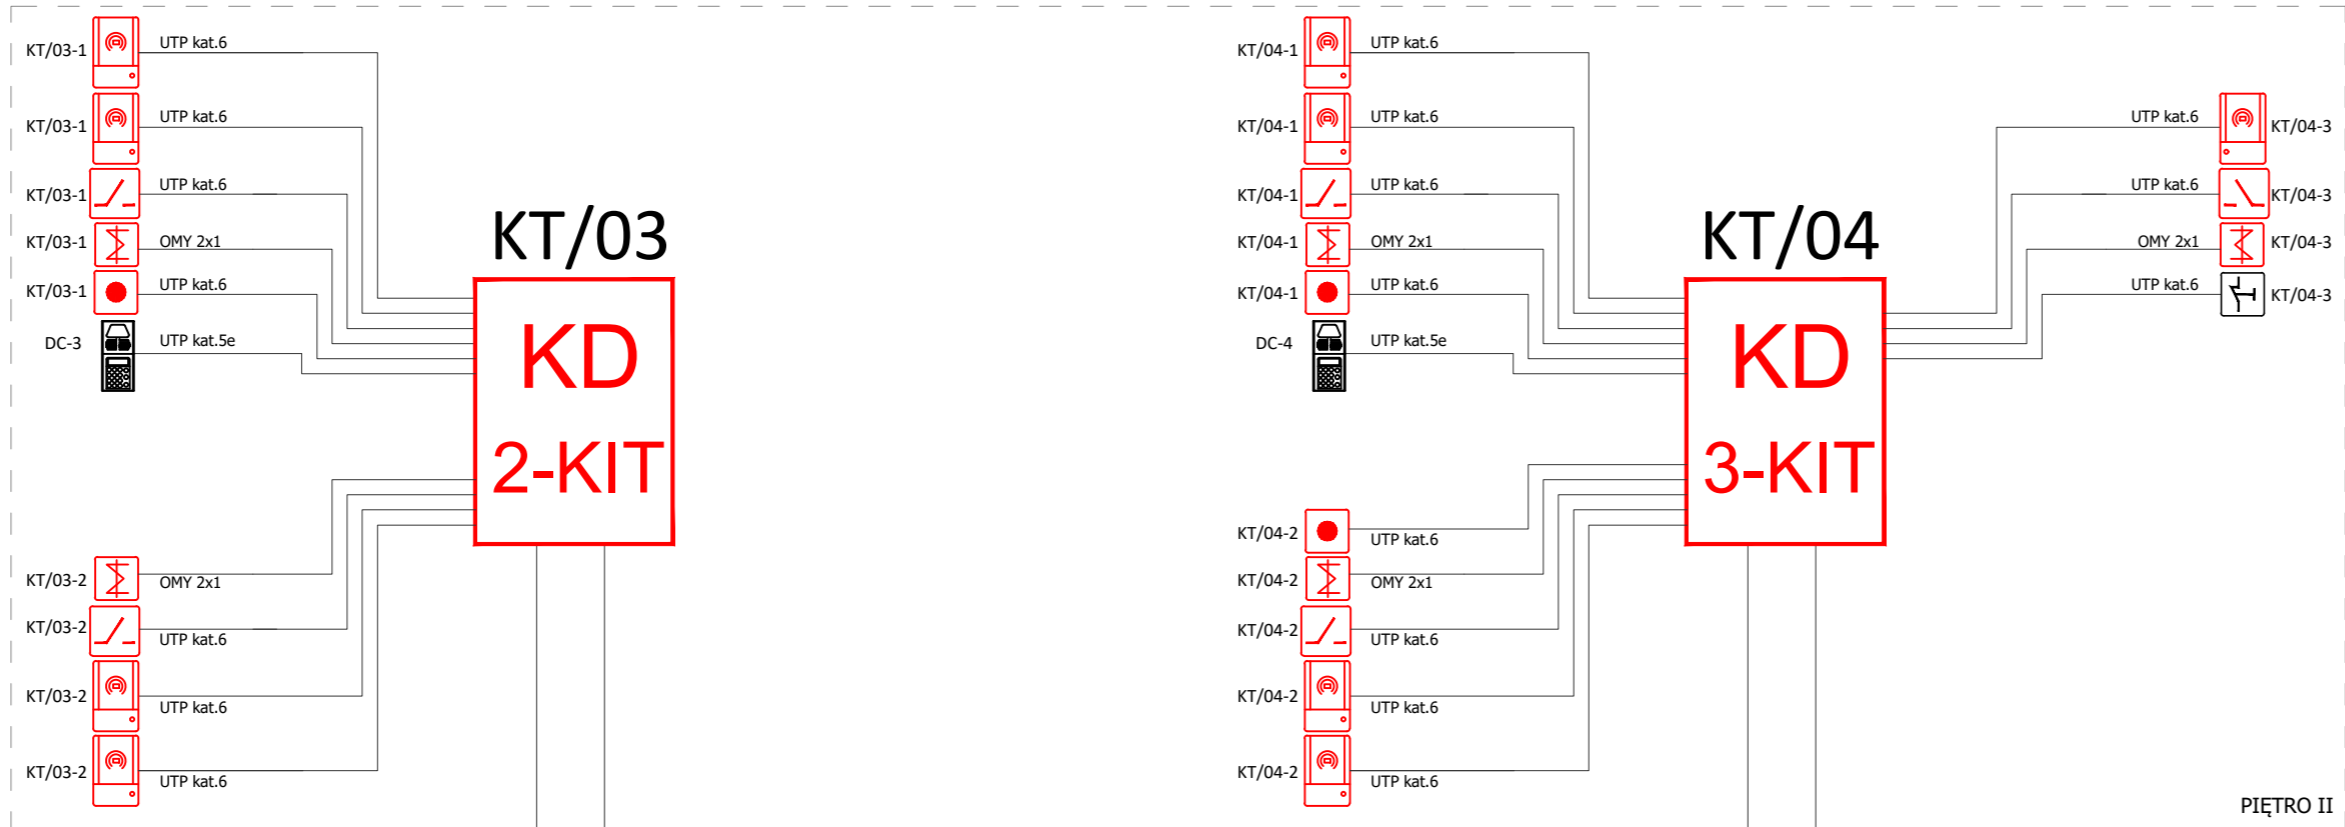 KT/03-1
UTP kat.6
KT/03-1
UTP kat.6
KT/03-1
UTP kat.6
KT/03-1
OMY 2x1
KT/03-1
UTP kat.6
DC-3
UTP kat.5e
KT/03
KD
2-KIT
KT/03-2
OMY 2x1
KT/03-2
UTP kat.6
KT/03-2
UTP kat.6
KT/03-2
UTP kat.6
KT/04-1
UTP kat.6
KT/04-1
UTP kat.6
KT/04-1
UTP kat.6
KT/04-1
OMY 2x1
KT/04-1
UTP kat.6
DC-4
UTP kat.5e
KT/04
KD
3-KIT
KT/04-2
UTP kat.6
KT/04-2
OMY 2x1
KT/04-2
UTP kat.6
KT/04-2
UTP kat.6
KT/04-2
UTP kat.6
UTP kat.6
KT/04-3
UTP kat.6
KT/04-3
OMY 2x1
KT/04-3
UTP kat.6
KT/04-3
PIĘTRO II